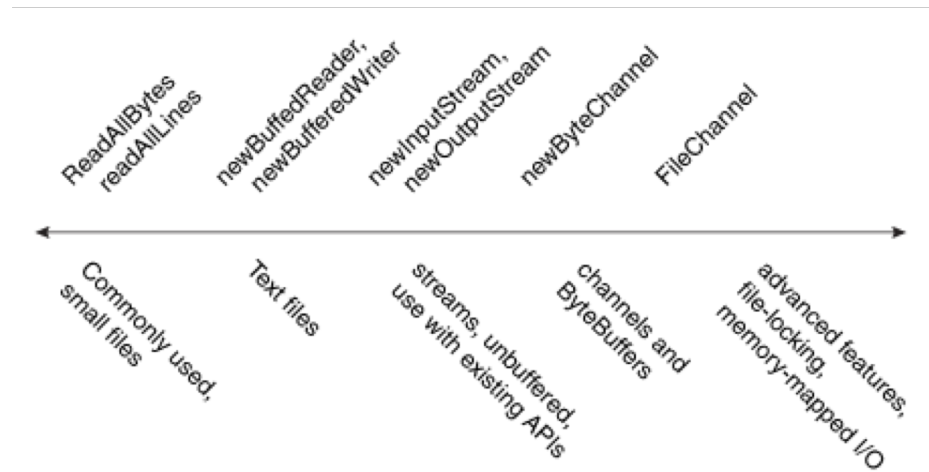 ReadAllBytes
readAllLines
newBuffedReader,
newBufferedWriter
newInputStream,
newOutputStream
newByteChannel
FileChannel
Commonly used,
small files
Text files
streams, unbuffered,
use with existing APIs
channels and
ByteBuffers
advanced features,
file-locking,
memory-mapped I/O